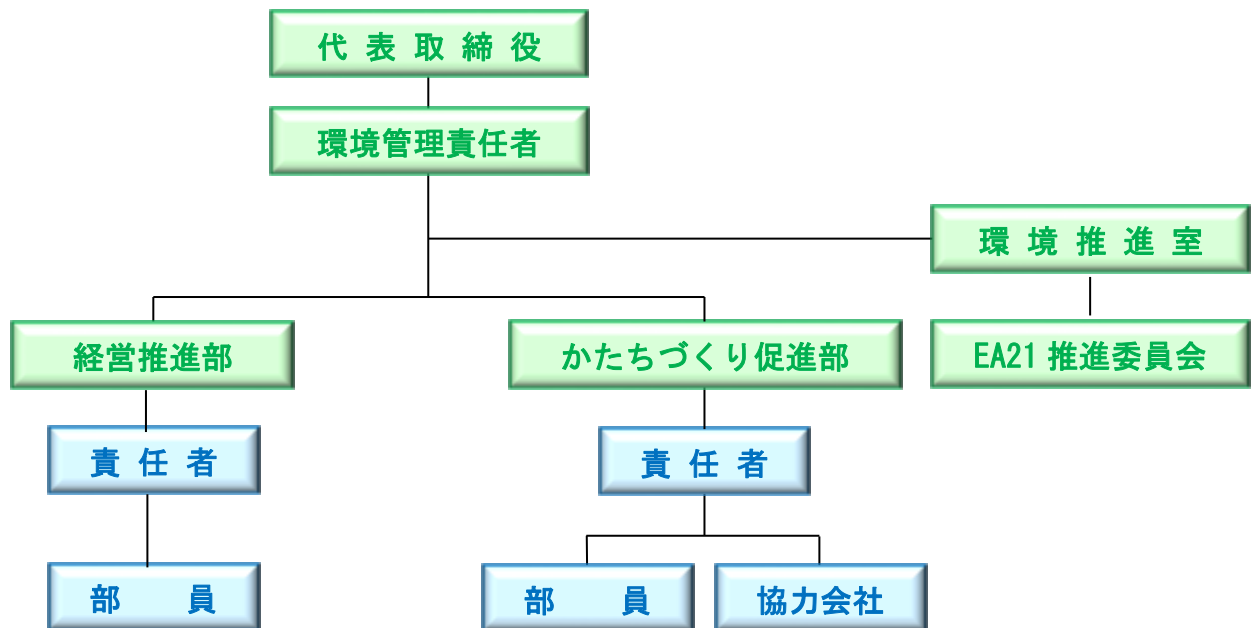 代 表 取 締 役
環境管理責任者
環 境 推 進 室
経営推進部
かたちづくり促進部
EA21 推進委員会
責 任 者
責 任 者
部　　員
部　　員
協力会社